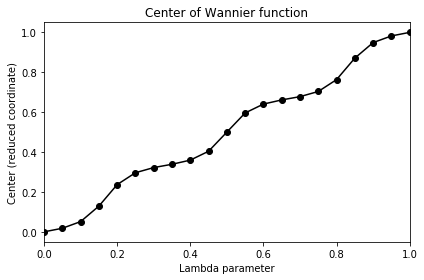 Center of Wannier function
Center (reduced coordinate)
1.0
0.8
0.6
0.4
0.2
0.0
0.0 0.2 0.4 0.6 0.8 1.0
Lambda parameter